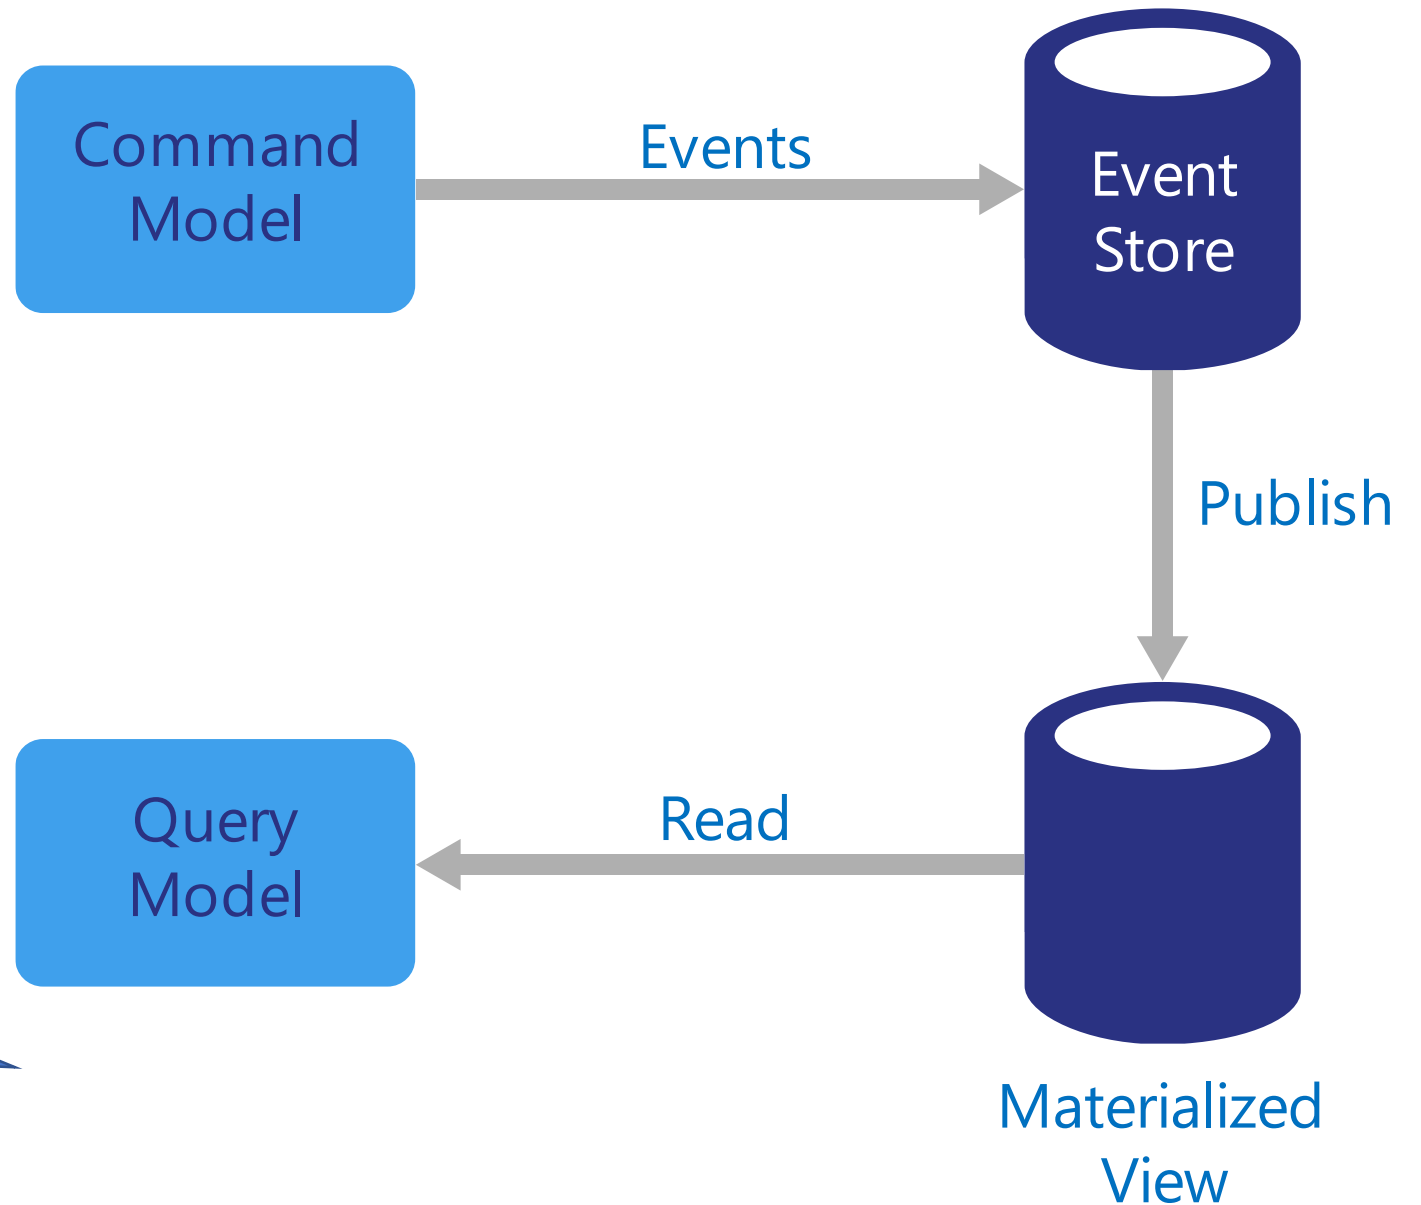 Command
Model
Events
Event
Store
Publish
Query
Model
Read
Materialized
View